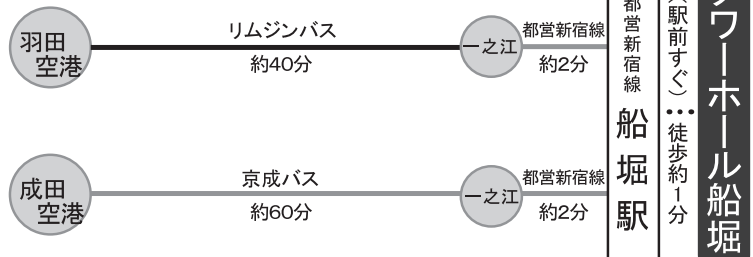 羽田
空港
リムジンバス
約40分
一之江
都営新宿線
約2分
成田
空港
京成バス
約60分
一之江
都営新宿線
約2分
都営新宿線 船堀駅
駅前すぐ）…徒歩約1分
ワーホール船堀